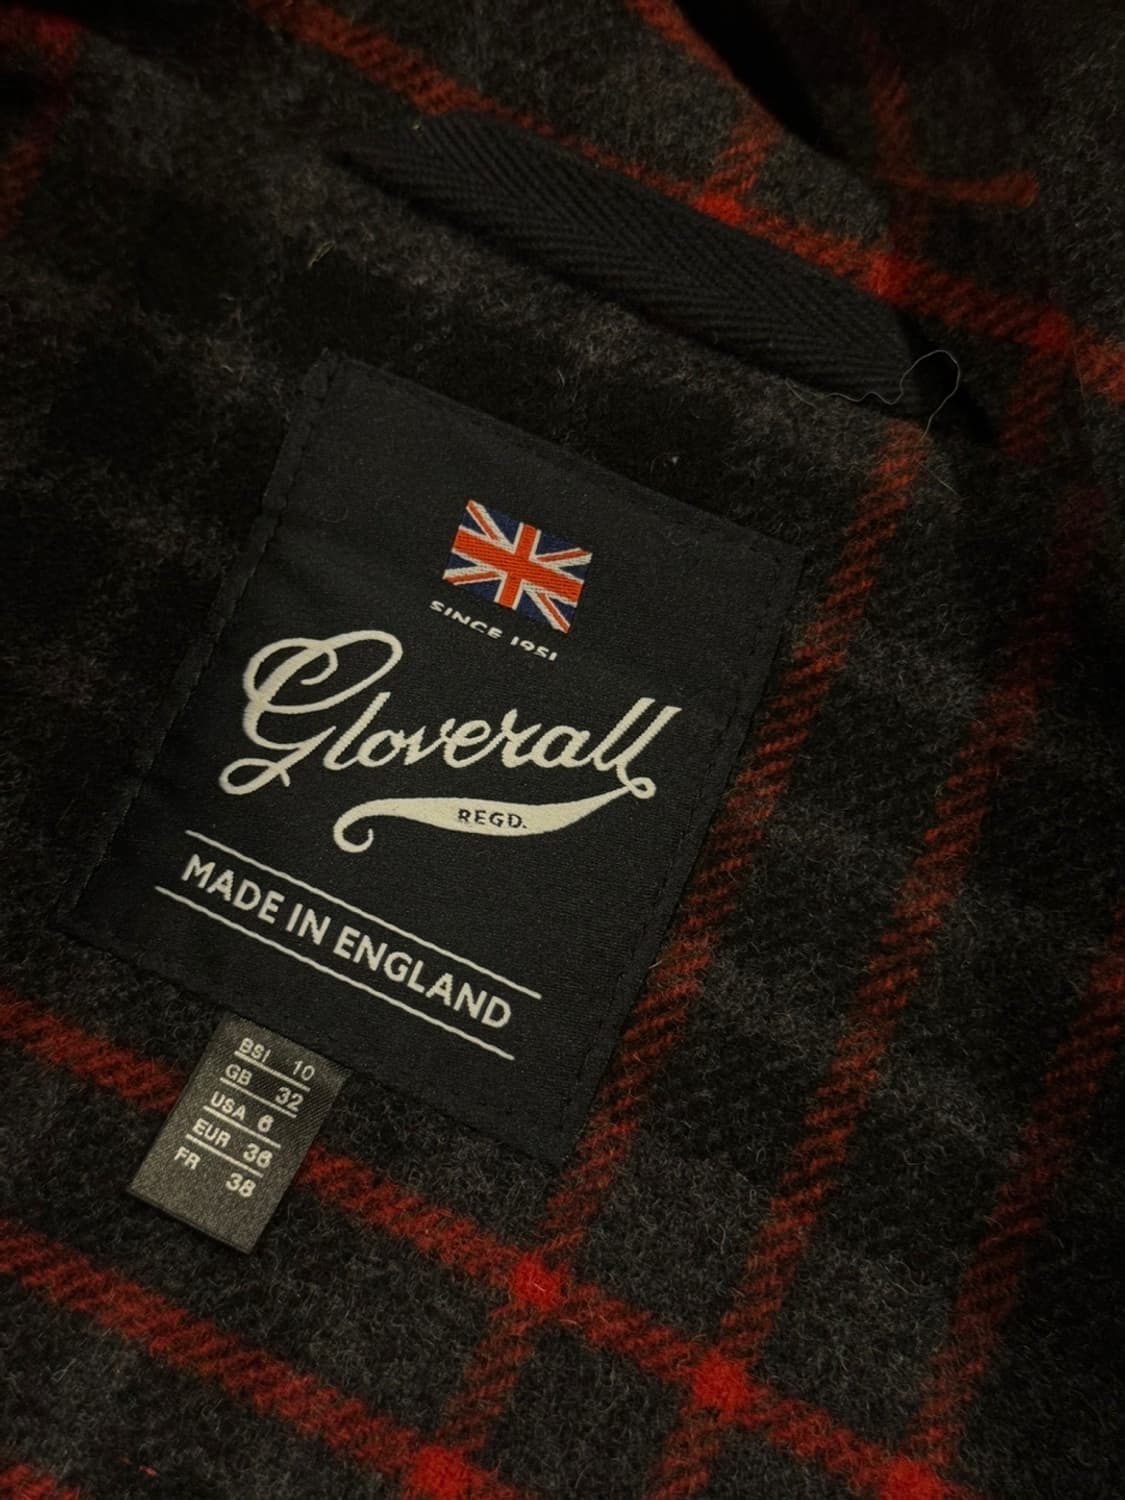 SINCE 1951
Gloverall
REGD.
MADE IN ENGLAND
BSI 10
GB 32
USA 6
EUR 36
FR 38